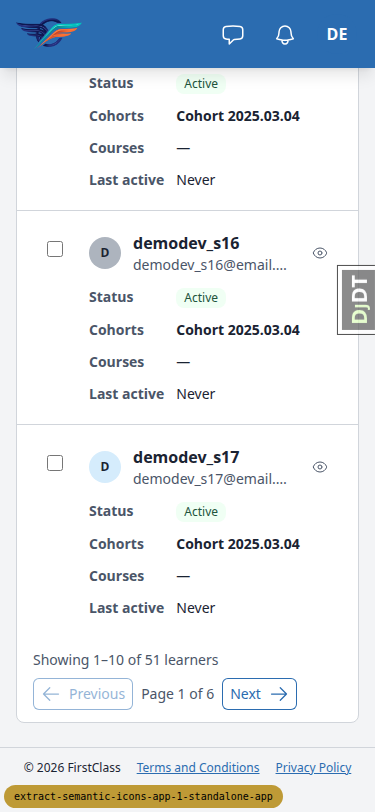 DE
Status Active
Cohorts Cohort 2025.03.04
Courses —
Last active Never
D demodev_s16
demodev_s16@email....
Status Active
Cohorts Cohort 2025.03.04
Courses —
Last active Never
DJDT
D demodev_s17
demodev_s17@email....
Status Active
Cohorts Cohort 2025.03.04
Courses —
Last active Never
Showing 1–10 of 51 learners
← Previous Page 1 of 6 Next →
© 2026 FirstClass Terms and Conditions Privacy Policy
extract-semantic-icons-app-1-standalone-app